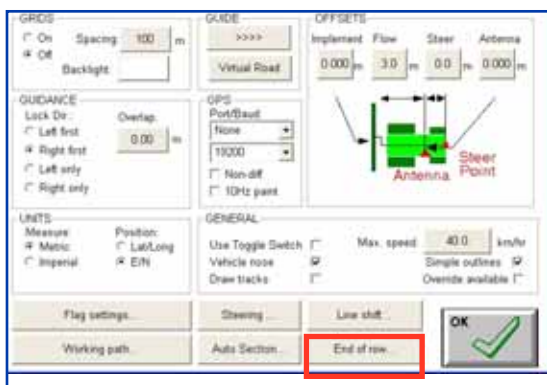 GRIDS
On
Off
Spacing 100 m
Backlight
GUIDE
>>>>
Virtual Road
OFFSETS
Implement Flow Steer Antenna
0.000 m 3.0 m 0.0 m 0.000 m
Steer
Point
Antenna
GUIDANCE
Lock Dir.:
Left first
Right first
Left only
Right only
Overlap.
0.00 m
GPS
Port/Baud
None
19200
Non-diff
10Hz paint
UNITS
Measure:
Metric
Imperial
Position:
Lat/Long
E/N
GENERAL
Use Toggle Switch
Vehicle nose
Draw tracks
Max. speed 40.0 km/hr
Simple outlines
Override available
Flag settings... Steering ... Line shift ...
Working path... Auto Section... End of row...
OK